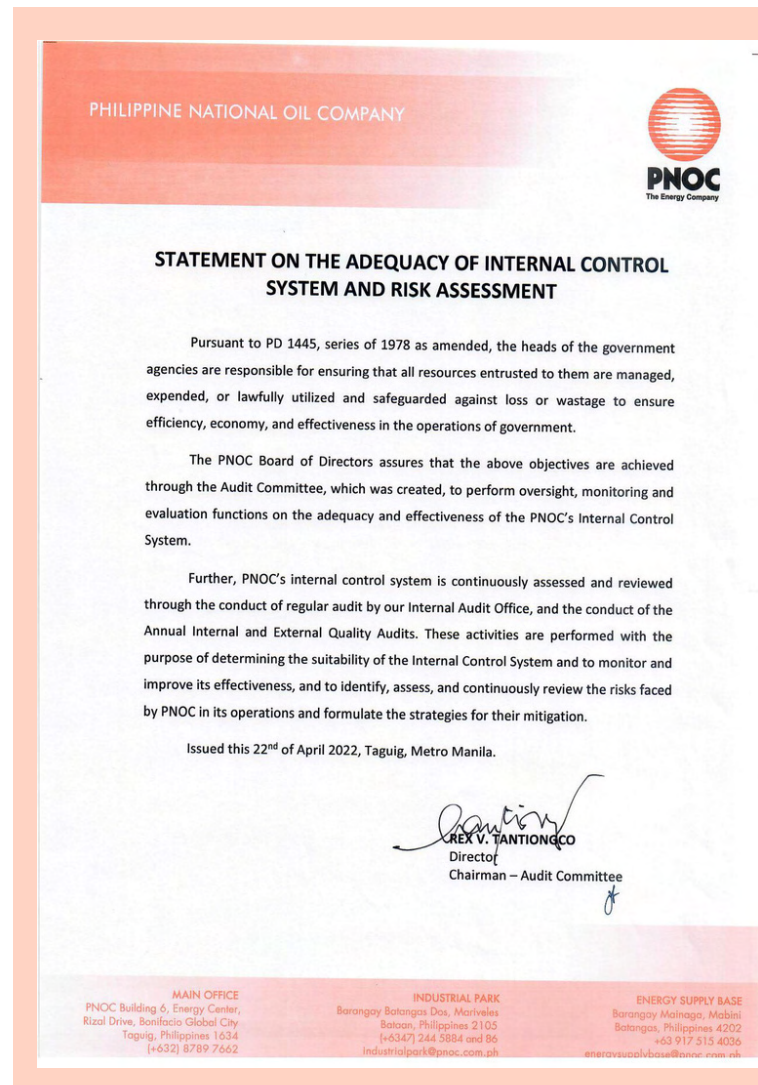 PHILIPPINE NATIONAL OIL COMPANY
PNOC
The Energy Company
STATEMENT ON THE ADEQUACY OF INTERNAL CONTROL
SYSTEM AND RISK ASSESSMENT
Pursuant to PD 1445, series of 1978 as amended, the heads of the government
agencies are responsible for ensuring that all resources entrusted to them are managed,
expended, or lawfully utilized and safeguarded against loss or wastage to ensure
efficiency, economy, and effectiveness in the operations of government.
The PNOC Board of Directors assures that the above objectives are achieved
through the Audit Committee, which was created, to perform oversight, monitoring and
evaluation functions on the adequacy and effectiveness of the PNOC's Internal Control
System.
Further, PNOC's internal control system is continuously assessed and reviewed
through the conduct of regular audit by our Internal Audit Office, and the conduct of the
Annual Internal and External Quality Audits. These activities are performed with the
purpose of determining the suitability of the Internal Control System and to monitor and
improve its effectiveness, and to identify, assess, and continuously review the risks faced
by PNOC in its operations and formulate the strategies for their mitigation.
Issued this 22nd of April 2022, Taguig, Metro Manila.
REX V. TANTIONGCO
Director
Chairman – Audit Committee
MAIN OFFICE
PNOC Building 6, Energy Center,
Rizal Drive, Bonifacio Global City
Taguig, Philippines 1634
(+632) 8789 7662
INDUSTRIAL PARK
Barangay Batangas Dos, Mariveles
Bataan, Philippines 2105
(+6347) 244 5884 and 86
industrialpark@pnoc.com.ph
ENERGY SUPPLY BASE
Barangay Mainaga, Mabini
Batangas, Philippines 4202
+63 917 515 4036
energysupplybase@pnoc.com.ph